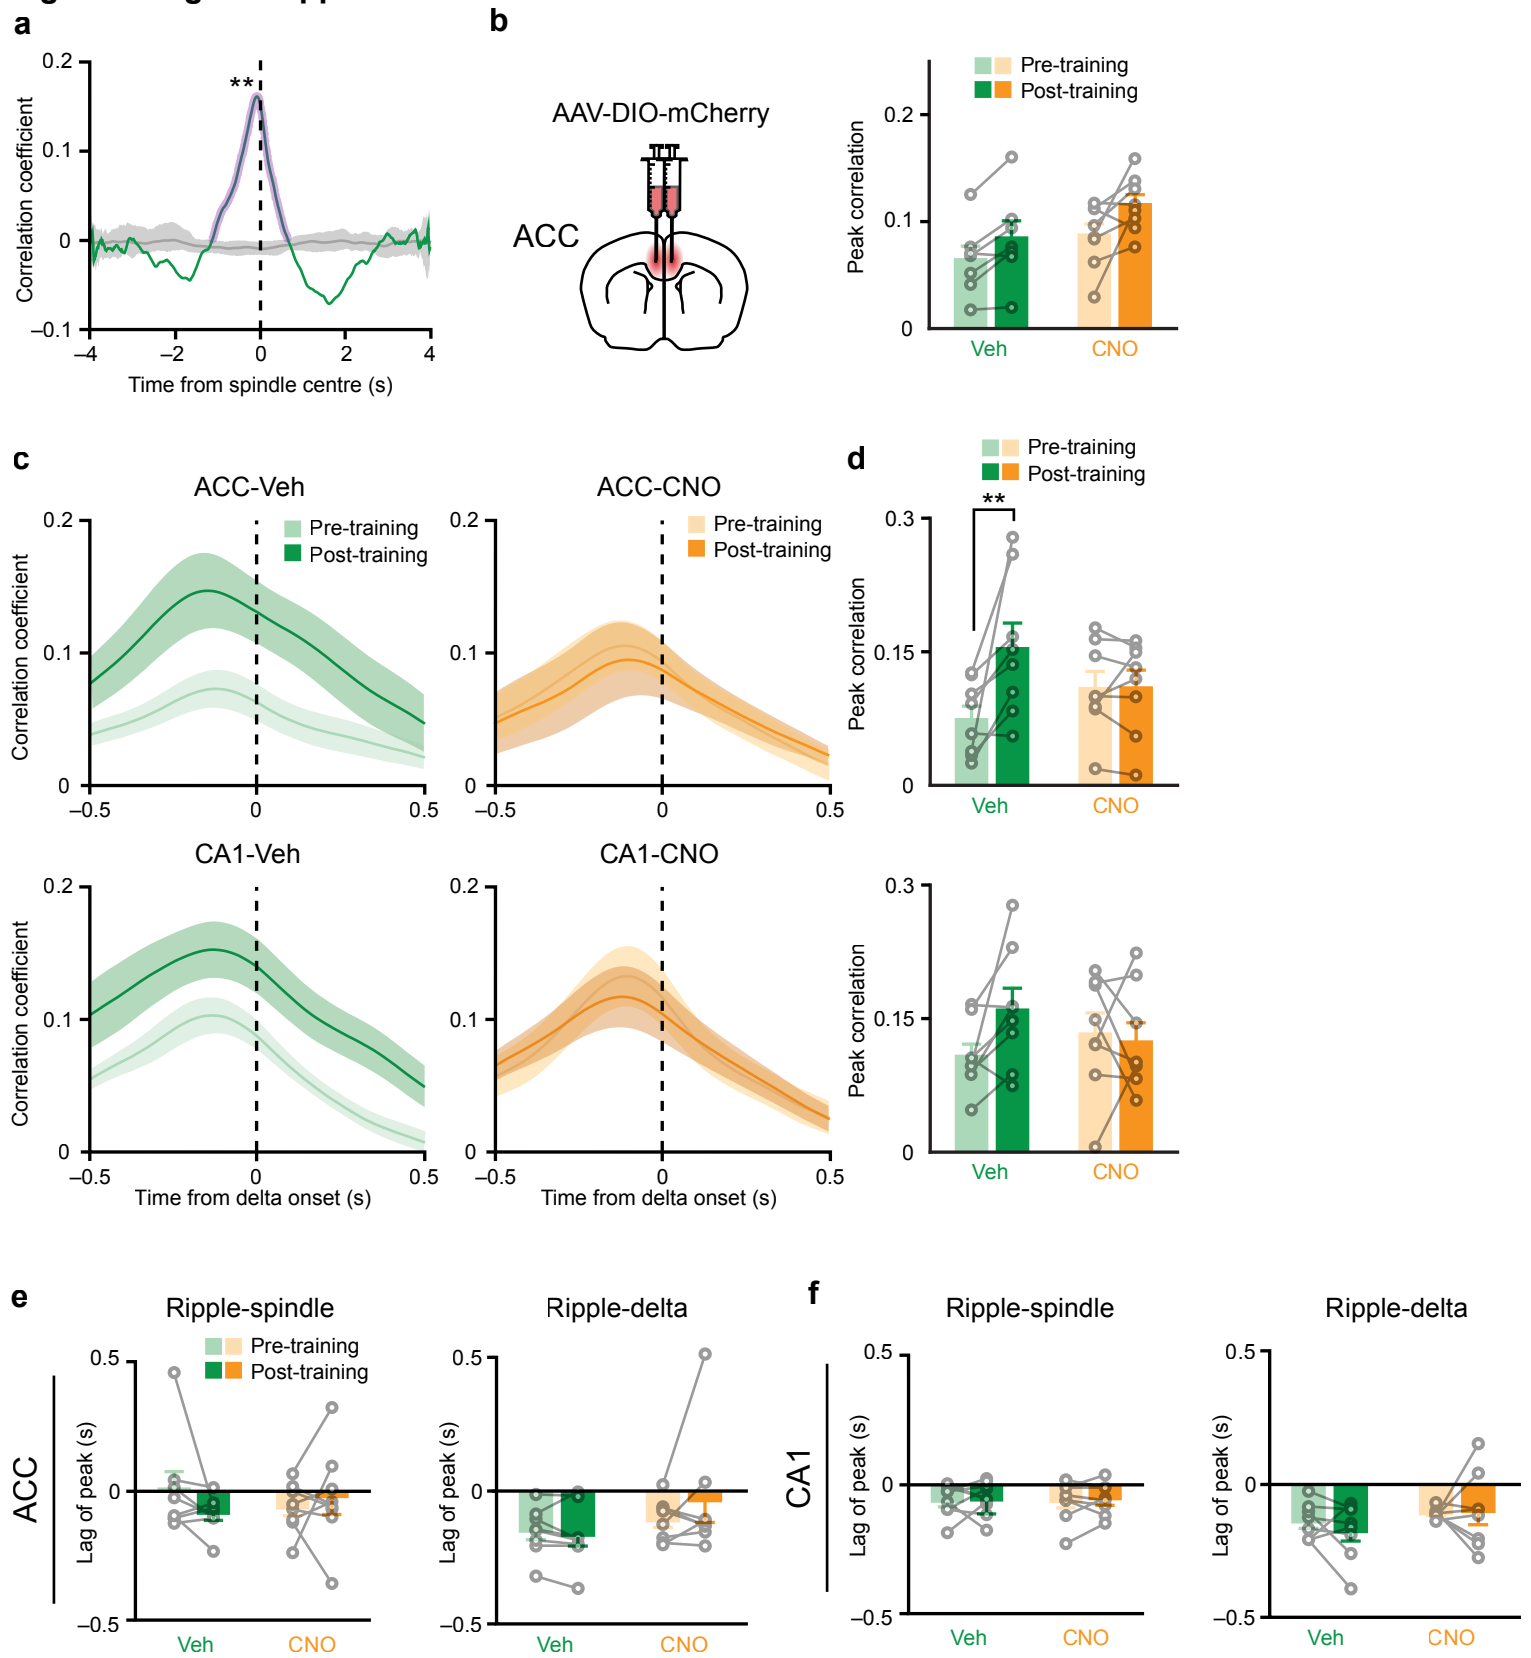 a
b
0.2
0.1
0
–0.1
Correlation coefficient
**
–4
–2
0
2
4
Time from spindle centre (s)
AAV-DIO-mCherry
ACC
Pre-training
Post-training
Peak correlation
0.2
0.1
0
Veh
CNO
c
ACC-Veh
Pre-training
Post-training
Correlation coefficient
0.2
0.1
0
–0.5
0
0.5
ACC-CNO
Pre-training
Post-training
0.2
0.1
0
–0.5
0
0.5
d
Pre-training
Post-training
**
Peak correlation
0.3
0.15
0
Veh
CNO
CA1-Veh
Correlation coefficient
0.2
0.1
0
–0.5
0
0.5
Time from delta onset (s)
CA1-CNO
0.2
0.1
0
–0.5
0
0.5
Time from delta onset (s)
Peak correlation
0.3
0.15
0
Veh
CNO
e
ACC
Ripple-spindle
Pre-training
Post-training
Lag of peak (s)
0.5
0
–0.5
Veh
CNO
Ripple-delta
Lag of peak (s)
0.5
0
–0.5
Veh
CNO
f
CA1
Ripple-spindle
Lag of peak (s)
0.5
0
–0.5
Veh
CNO
Ripple-delta
Lag of peak (s)
0.5
0
–0.5
Veh
CNO